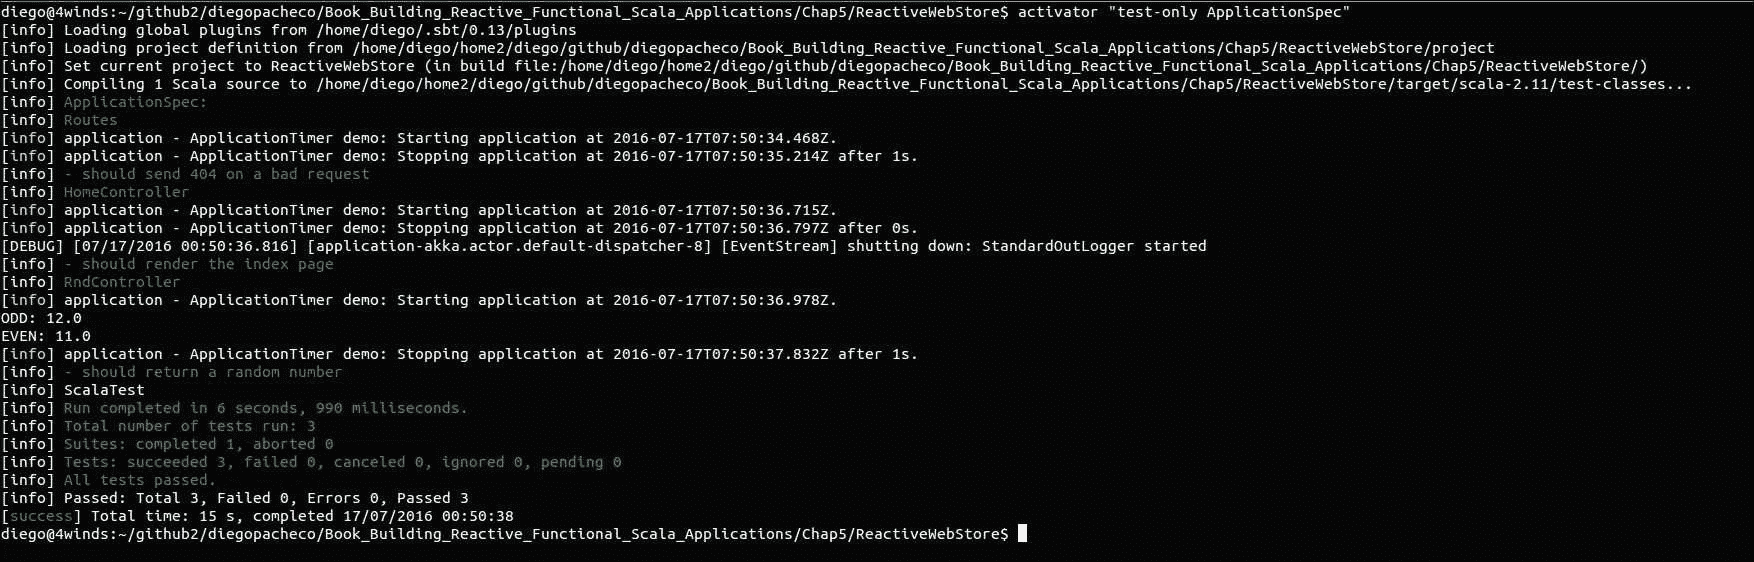 diego@4winds:~/github2/diegopacheco/Book_Building_Reactive_Functional_Scala_Applications/Chap5/ReactiveWebStore$ activator "test-only ApplicationSpec"
[info] Loading global plugins from /home/diego/.sbt/0.13/plugins
[info] Loading project definition from /home/diego/home2/diego/github/diegopacheco/Book_Building_Reactive_Functional_Scala_Applications/Chap5/ReactiveWebStore/project
[info] Set current project to ReactiveWebStore (in build file:/home/diego/home2/diego/github/diegopacheco/Book_Building_Reactive_Functional_Scala_Applications/Chap5/ReactiveWebStore/)
[info] Compiling 1 Scala source to /home/diego/home2/diego/github/diegopacheco/Book_Building_Reactive_Functional_Scala_Applications/Chap5/ReactiveWebStore/target/scala-2.11/test-classes...
[info] ApplicationSpec:
[info] Routes
[info] application - ApplicationTimer demo: Starting application at 2016-07-17T07:50:34.468Z.
[info] application - ApplicationTimer demo: Stopping application at 2016-07-17T07:50:35.214Z after 1s.
[info] - should send 404 on a bad request
[info] HomeController
[info] application - ApplicationTimer demo: Starting application at 2016-07-17T07:50:36.715Z.
[info] application - ApplicationTimer demo: Stopping application at 2016-07-17T07:50:36.797Z after 0s.
[DEBUG] [07/17/2016 00:50:36.816] [application-akka.actor.default-dispatcher-8] [EventStream] shutting down: StandardOutLogger started
[info] - should render the index page
[info] RndController
[info] application - ApplicationTimer demo: Starting application at 2016-07-17T07:50:36.978Z.
ODD: 12.0
EVEN: 11.0
[info] application - ApplicationTimer demo: Stopping application at 2016-07-17T07:50:37.832Z after 1s.
[info] - should return a random number
[info] ScalaTest
[info] Run completed in 6 seconds, 990 milliseconds.
[info] Total number of tests run: 3
[info] Suites: completed 1, aborted 0
[info] Tests: succeeded 3, failed 0, canceled 0, ignored 0, pending 0
[info] All tests passed.
[info] Passed: Total 3, Failed 0, Errors 0, Passed 3
[success] Total time: 15 s, completed 17/07/2016 00:50:38
diego@4winds:~/github2/diegopacheco/Book_Building_Reactive_Functional_Scala_Applications/Chap5/ReactiveWebStore$